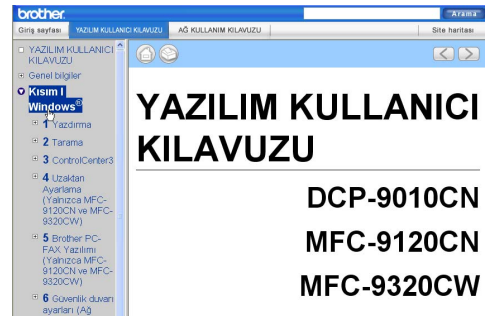 brother.
Arama
Giriş sayfası YAZILIM KULLANICI KILAVUZU AĞ KULLANIM KILAVUZU Site haritası
YAZILIM KULLANICI
KILAVUZU
Genel bilgiler
Kısım I
Windows®
1 Yazdırma
2 Tarama
3 ControlCenter3
4 Uzaktan
Ayarlama
(Yalnızca MFC-
9120CN ve MFC-
9320CW)
5 Brother PC-
FAX Yazılımı
(Yalnızca MFC-
9120CN ve MFC-
9320CW)
6 Güvenlik duvarı
ayarları (Ağ
YAZILIM KULLANICI
KILAVUZU
DCP-9010CN
MFC-9120CN
MFC-9320CW